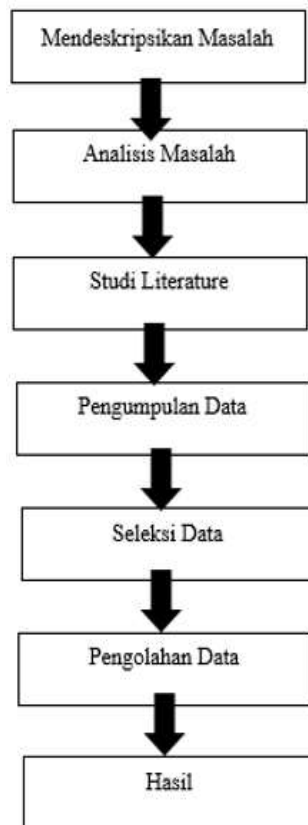 Mendeskripsikan Masalah
Analisis Masalah
Studi Literature
Pengumpulan Data
Seleksi Data
Pengolahan Data
Hasil